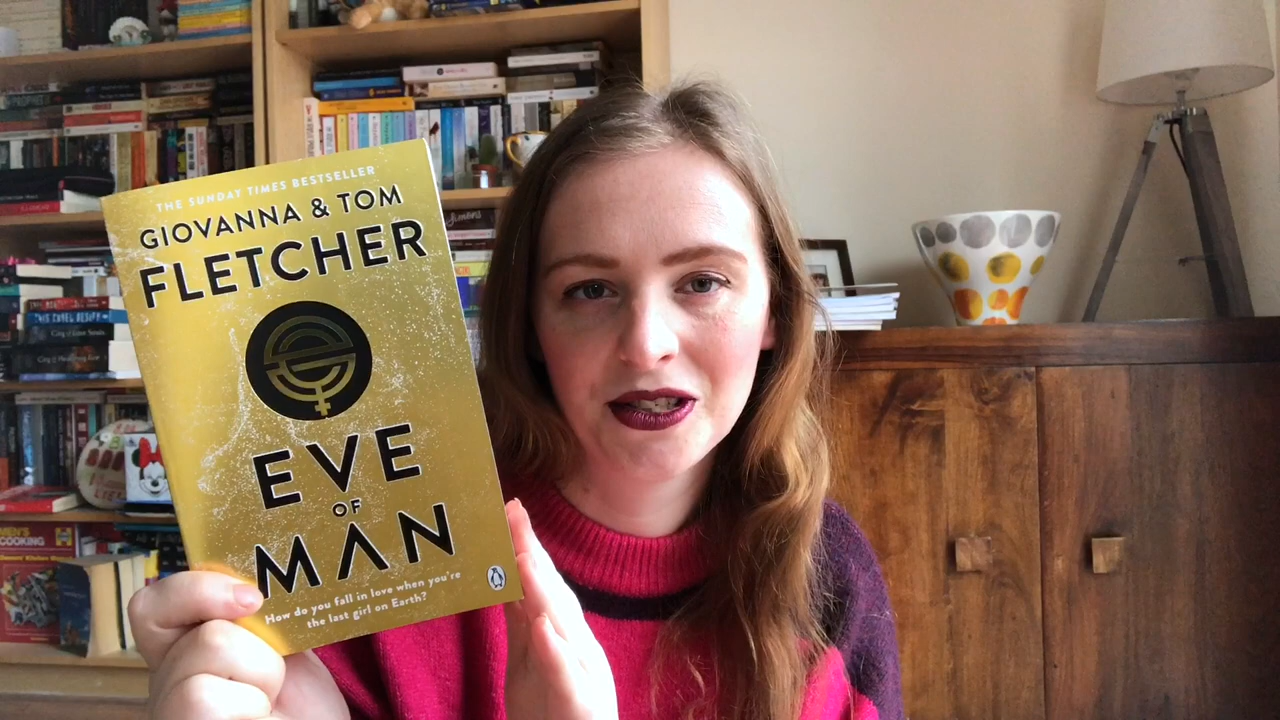 THE SUNDAY TIMES BESTSELLER
GIOVANNA & TOM
FLETCHER
EVE
OF
MAN
How do you fall in love when you're
the last girl on Earth?
COOKING